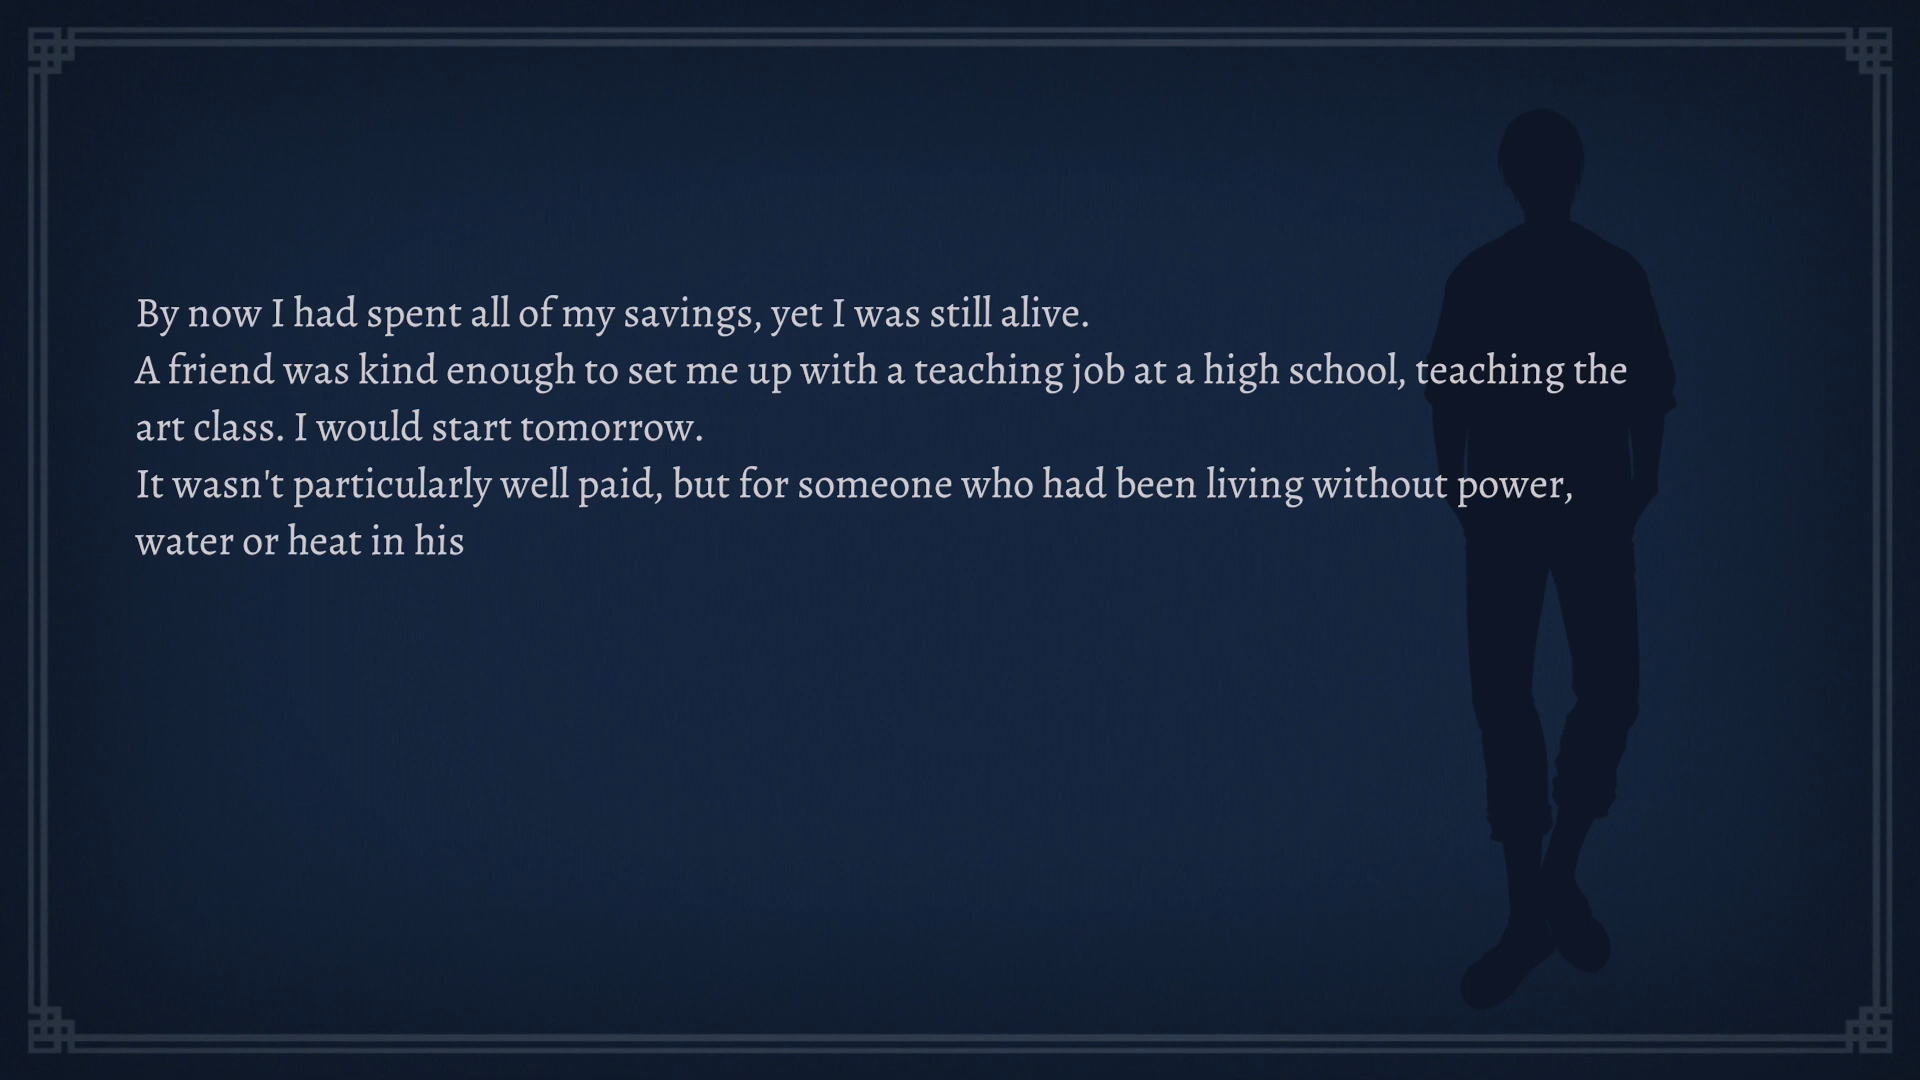 By now I had spent all of my savings, yet I was still alive.
A friend was kind enough to set me up with a teaching job at a high school, teaching the
art class. I would start tomorrow.
It wasn't particularly well paid, but for someone who had been living without power,
water or heat in his